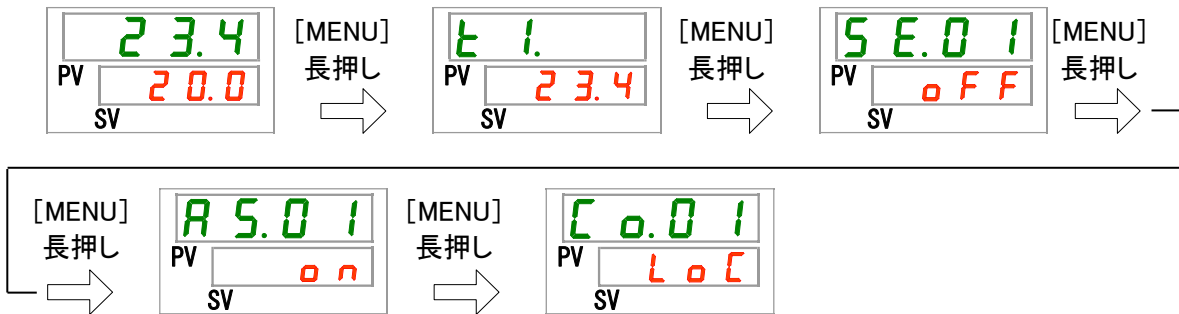 23.4
PV 20.0
SV
[MENU]
長押し
t1.
PV 23.4
SV
[MENU]
長押し
SE.01
PV oFF
SV
[MENU]
長押し
[MENU]
長押し
AS.01
PV on
SV
[MENU]
長押し
Co.01
PV LoC
SV